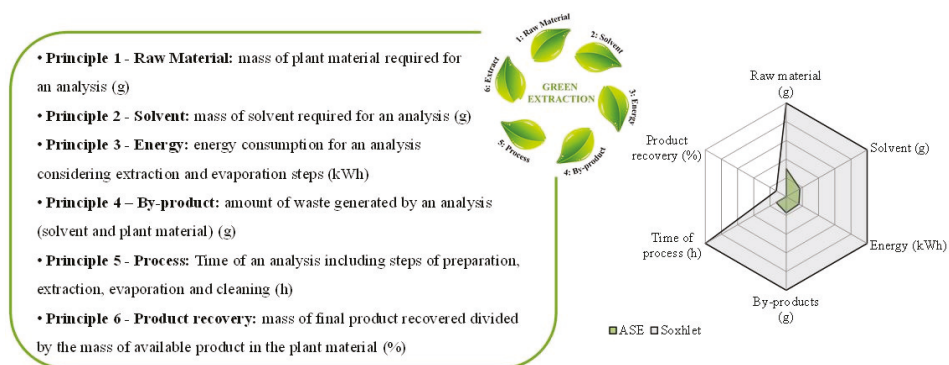 • Principle 1 - Raw Material: mass of plant material required for
an analysis (g)
• Principle 2 - Solvent: mass of solvent required for an analysis (g)
• Principle 3 - Energy: energy consumption for an analysis
considering extraction and evaporation steps (kWh)
• Principle 4 – By-product: amount of waste generated by an analysis
(solvent and plant material) (g)
• Principle 5 - Process: Time of an analysis including steps of preparation,
extraction, evaporation and cleaning (h)
• Principle 6 - Product recovery: mass of final product recovered divided
by the mass of available product in the plant material (%)
1: Raw Material
2: Solvent
3: Energy
4: By-product
5: Process
6: Extract
GREEN
EXTRACTION
Raw material
(g)
Solvent (g)
Energy (kWh)
By-products
(g)
Time of
process (h)
Product
recovery (%)
ASE
Soxhlet